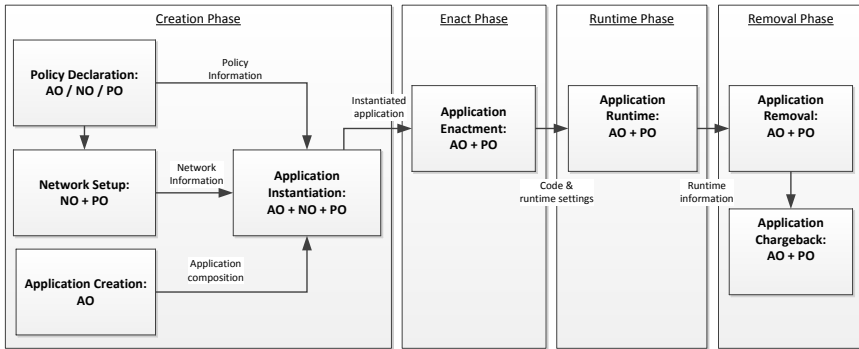 Creation Phase
Policy Declaration:
AO / NO / PO
Policy
Information
Network Setup:
NO + PO
Network
Information
Application
Instantiation:
AO + NO + PO
Application Creation:
AO
Application
composition
Instantiated
application
Enact Phase
Application
Enactment:
AO + PO
Code &
runtime settings
Runtime Phase
Application
Runtime:
AO + PO
Runtime
information
Removal Phase
Application
Removal:
AO + PO
Application
Chargeback:
AO + PO